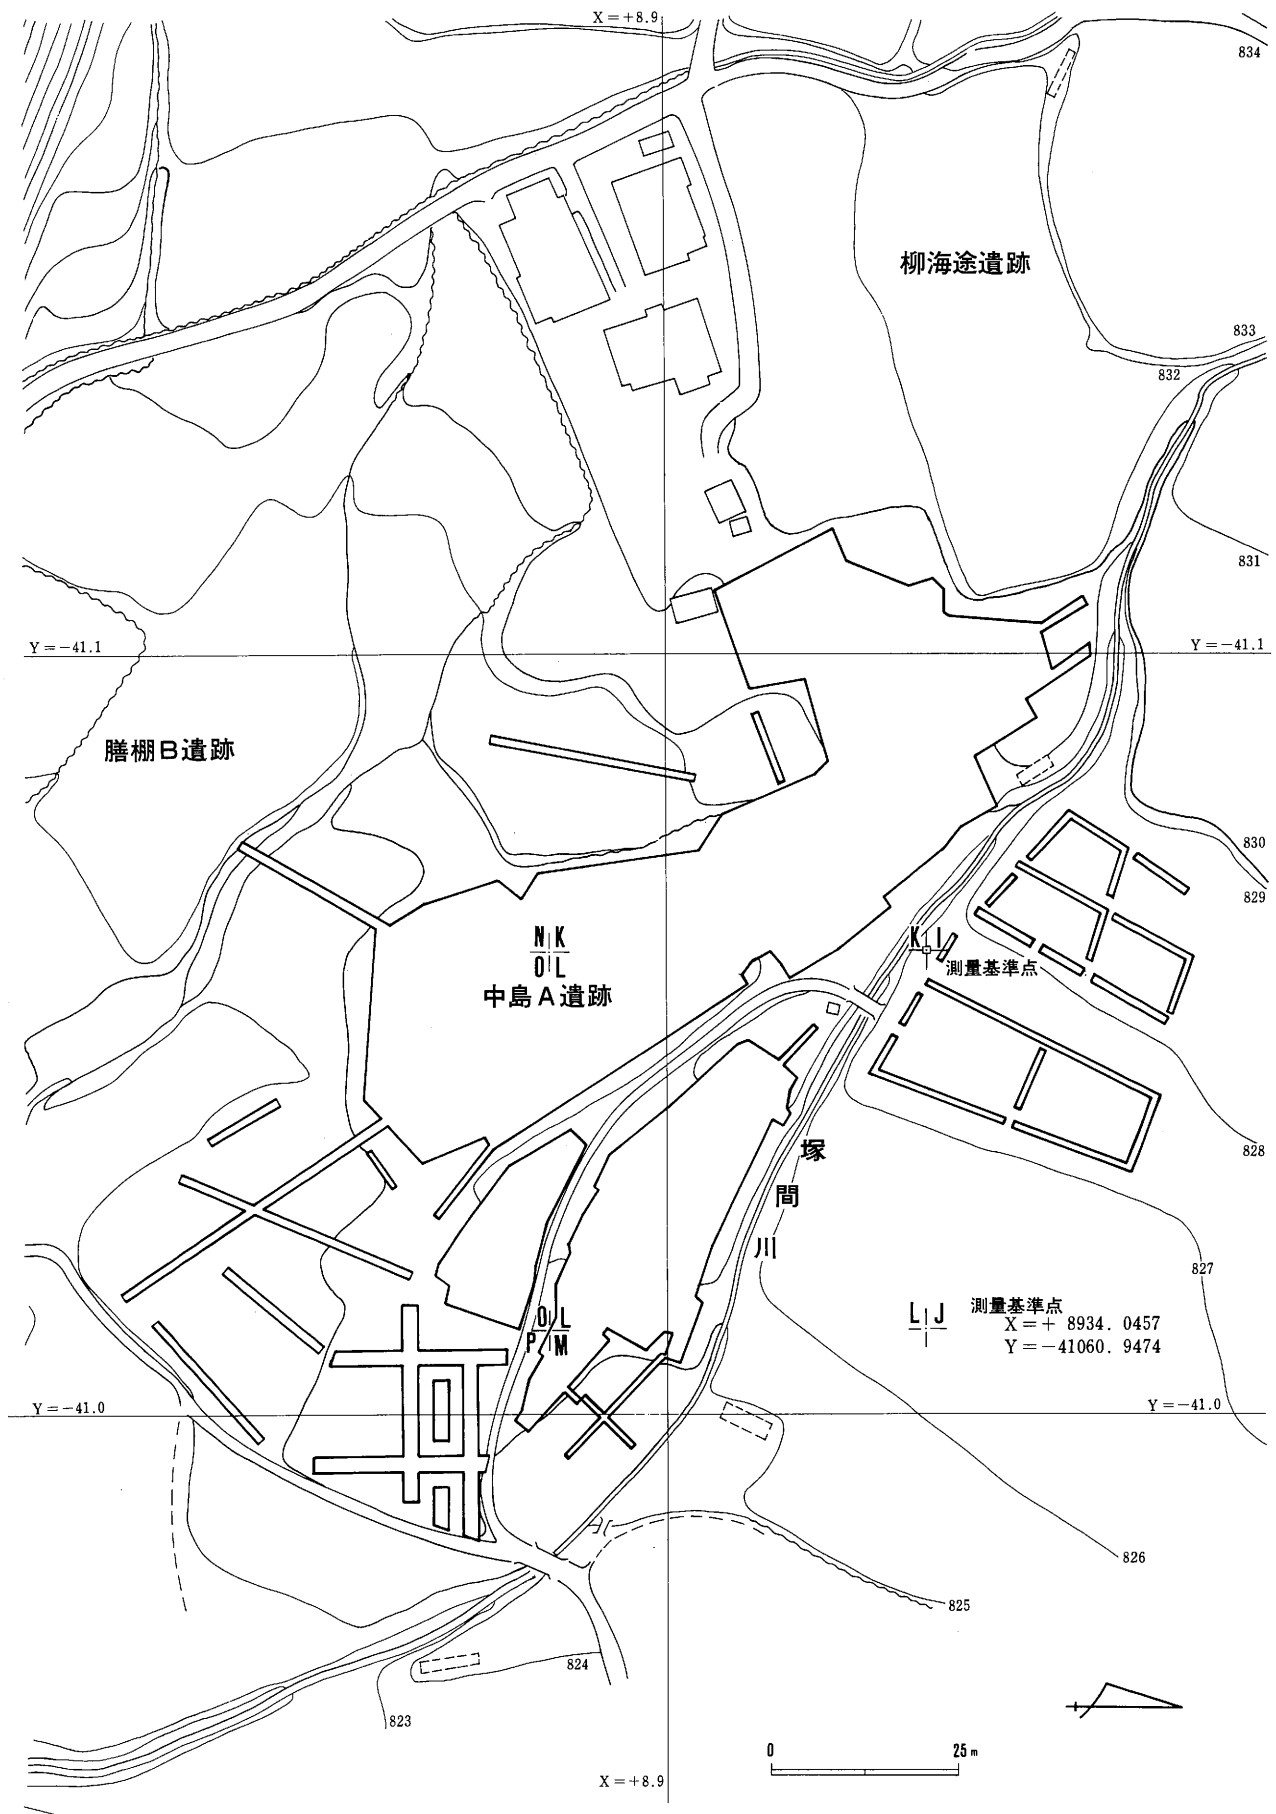 X=+8.9
834
柳海途遺跡
833
832
831
Y=-41.1
Y=-41.1
膳棚B遺跡
830
829
N K
O L
中島A遺跡
K I
測量基準点
828
塚間川
827
L J
測量基準点
X=+ 8934. 0457
Y=-41060. 9474
O L
P M
Y=-41.0
Y=-41.0
826
825
824
823
0 25m
X=+8.9